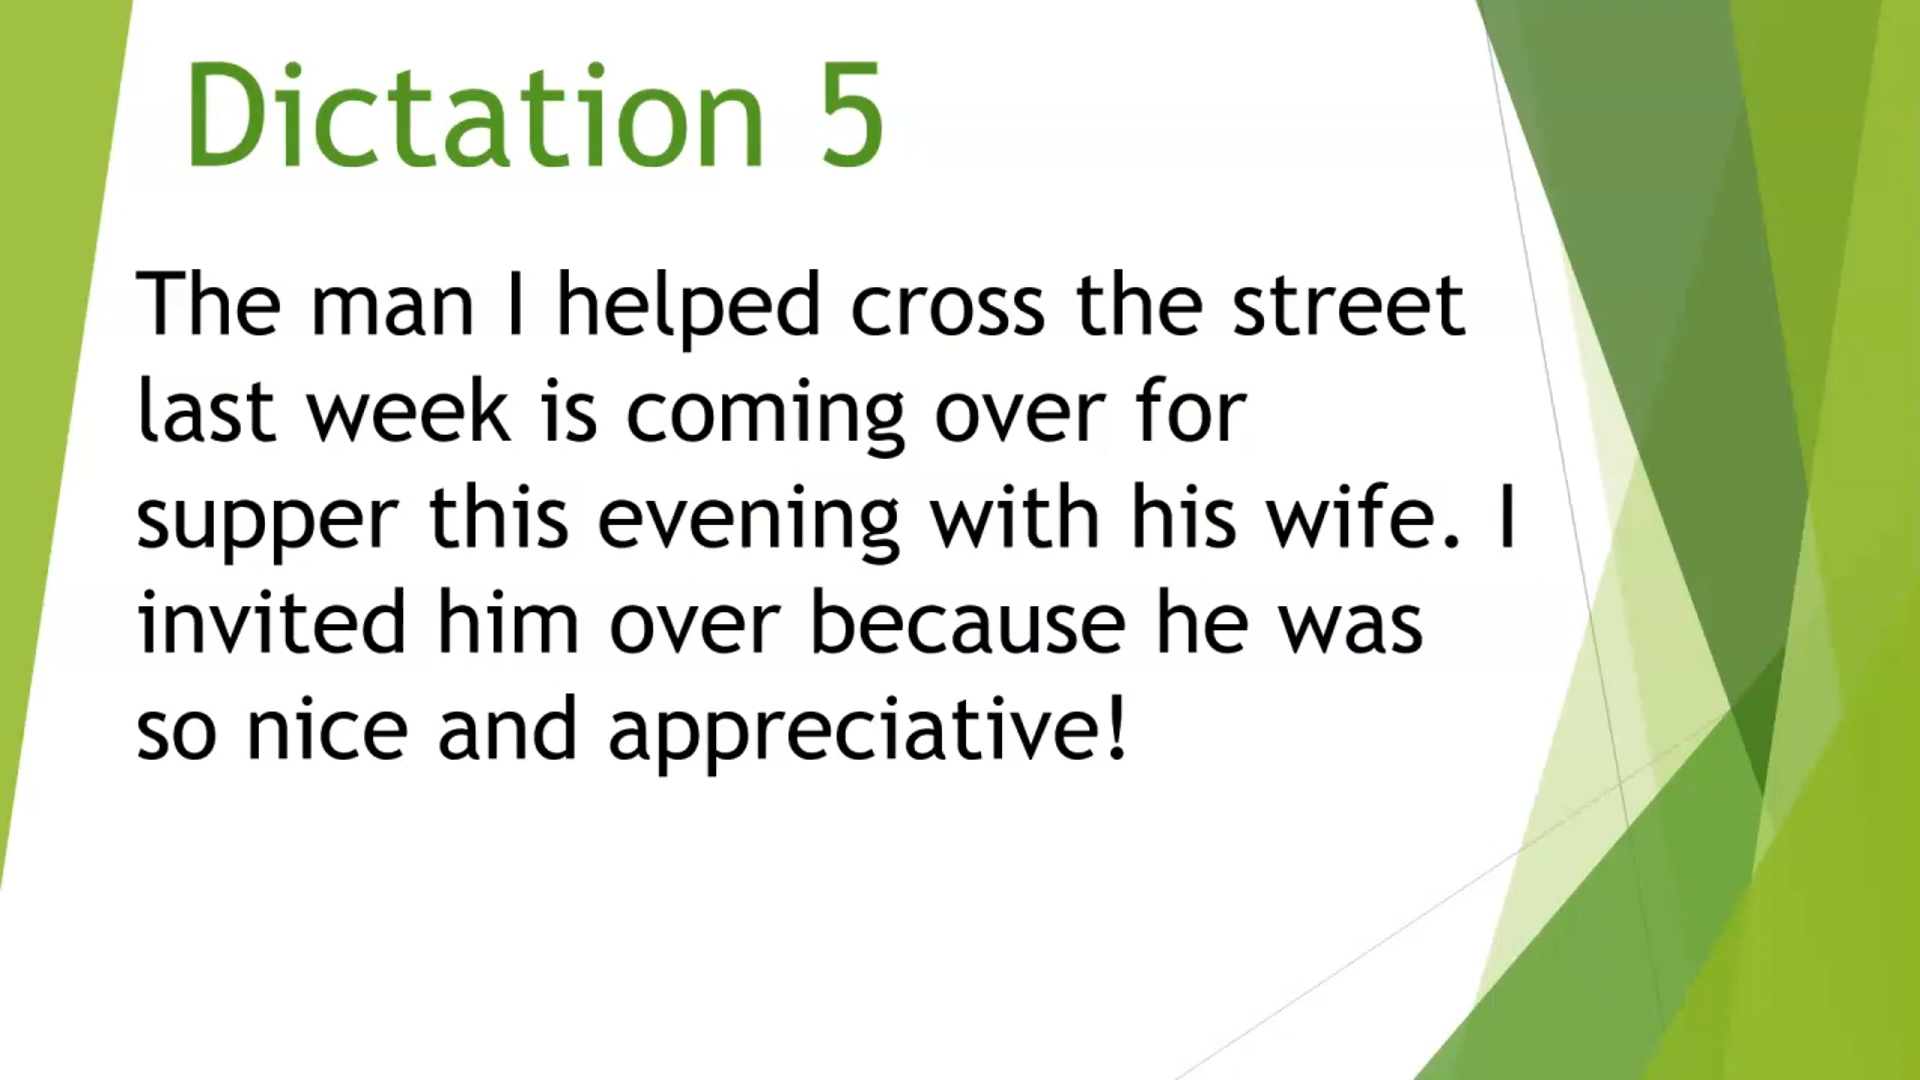 Dictation 5
The man I helped cross the street
last week is coming over for
supper this evening with his wife. I
invited him over because he was
so nice and appreciative!